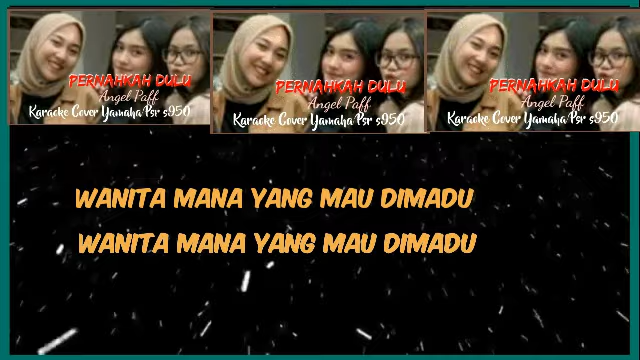 PERNAHKAH DULU
Angel Paff
Karaoke Cover Yamaha Psr s950
PERNAHKAH DULU
Angel Paff
Karaoke Cover Yamaha Psr s950
PERNAHKAH DULU
Angel Paff
Karaoke Cover Yamaha Psr s950
WANITA MANA YANG MAU DIMADU
WANITA MANA YANG MAU DIMADU